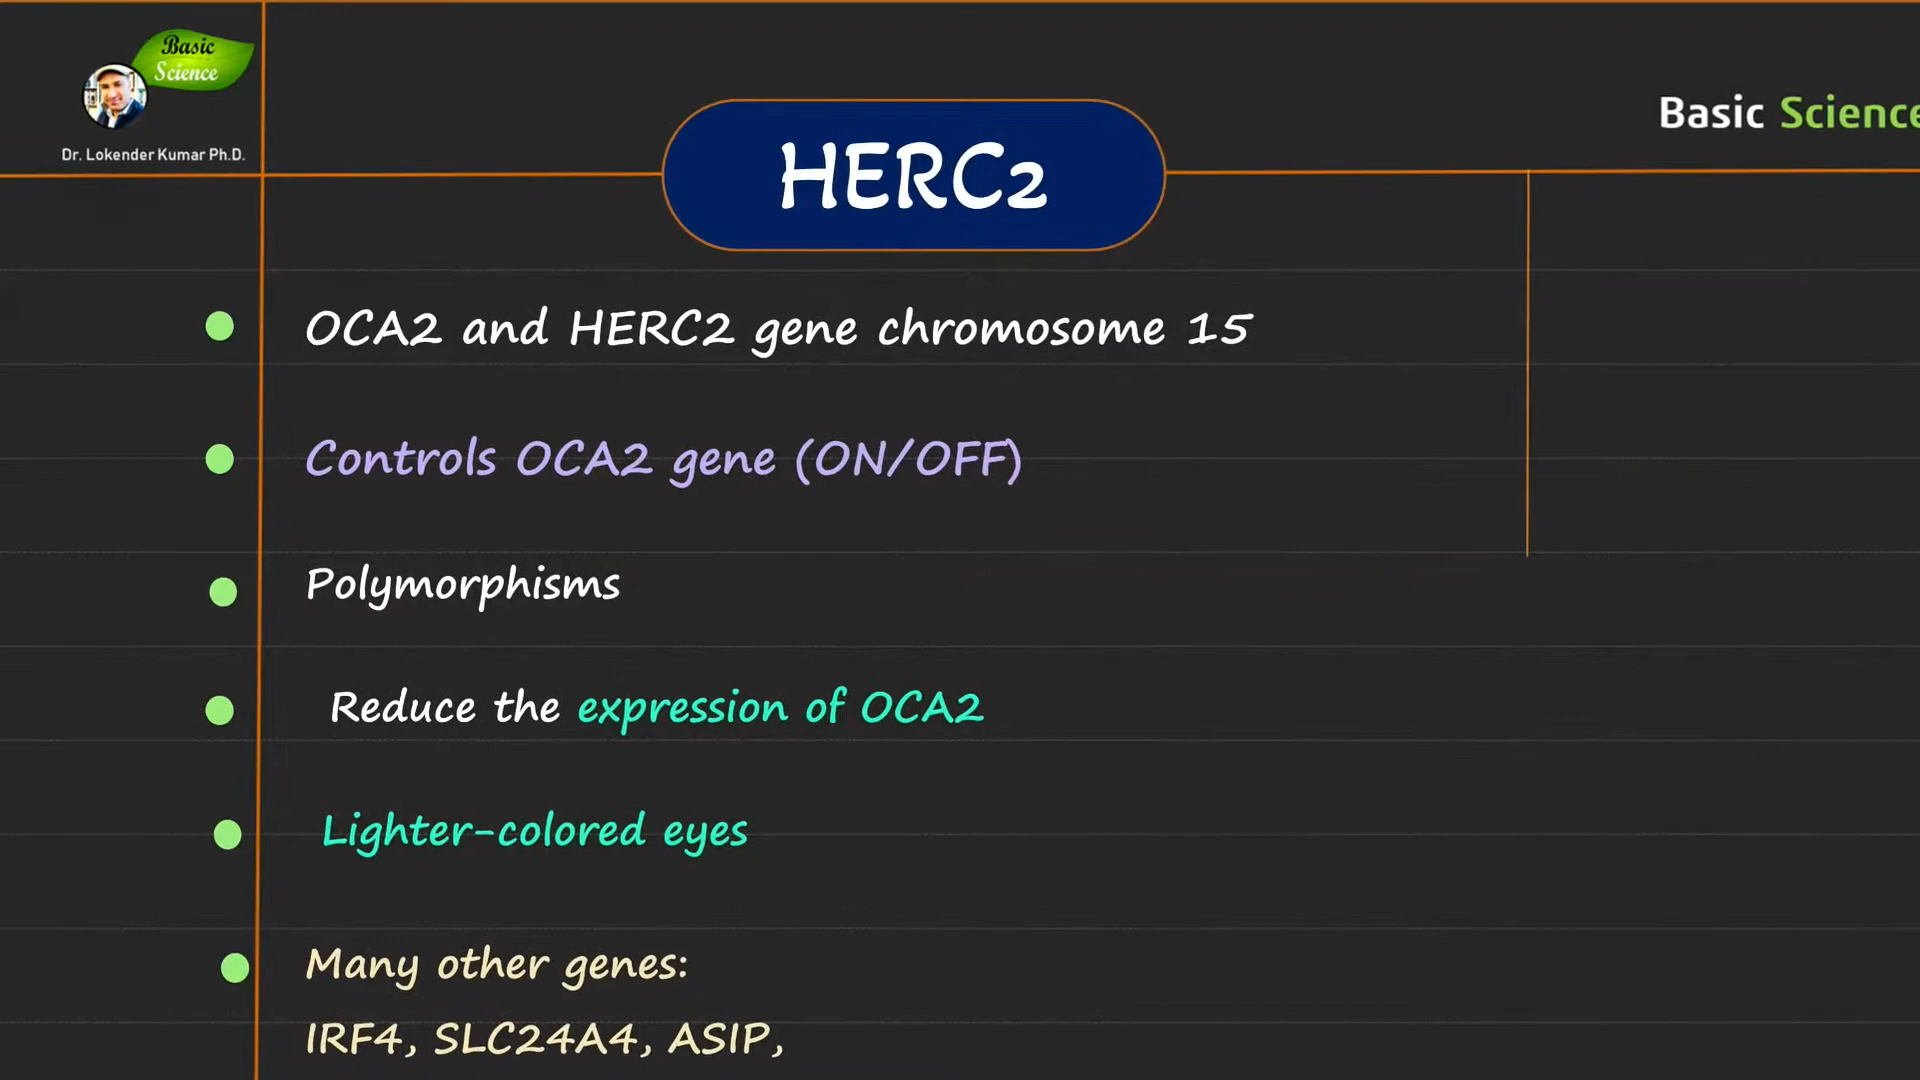 Basic
Science
Dr. Lokender Kumar Ph.D.
Basic Science
HERC2
OCA2 and HERC2 gene chromosome 15
Controls OCA2 gene (ON/OFF)
Polymorphisms
Reduce the expression of OCA2
Lighter-colored eyes
Many other genes:
IRF4, SLC24A4, ASIP,